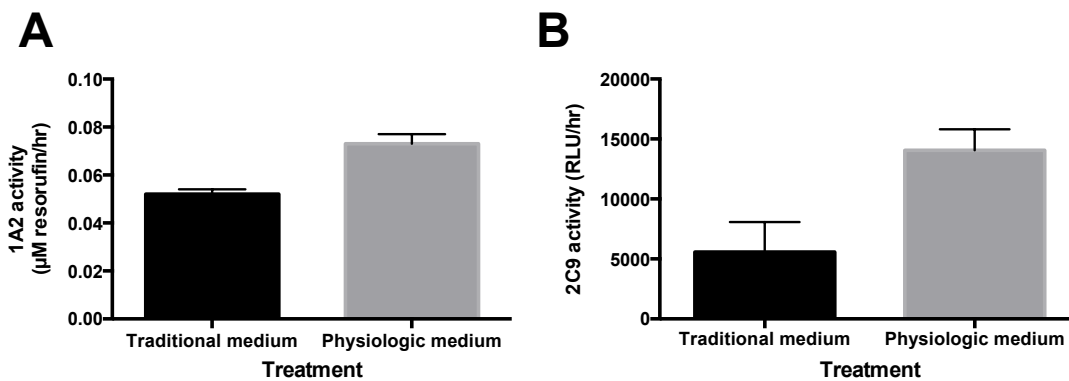 A
1A2 activity
(µM resorufin/hr)
0.10
0.08
0.06
0.04
0.02
0.00
Traditional medium Physiologic medium
Treatment
B
2C9 activity (RLU/hr)
20000
15000
10000
5000
0
Traditional medium Physiologic medium
Treatment